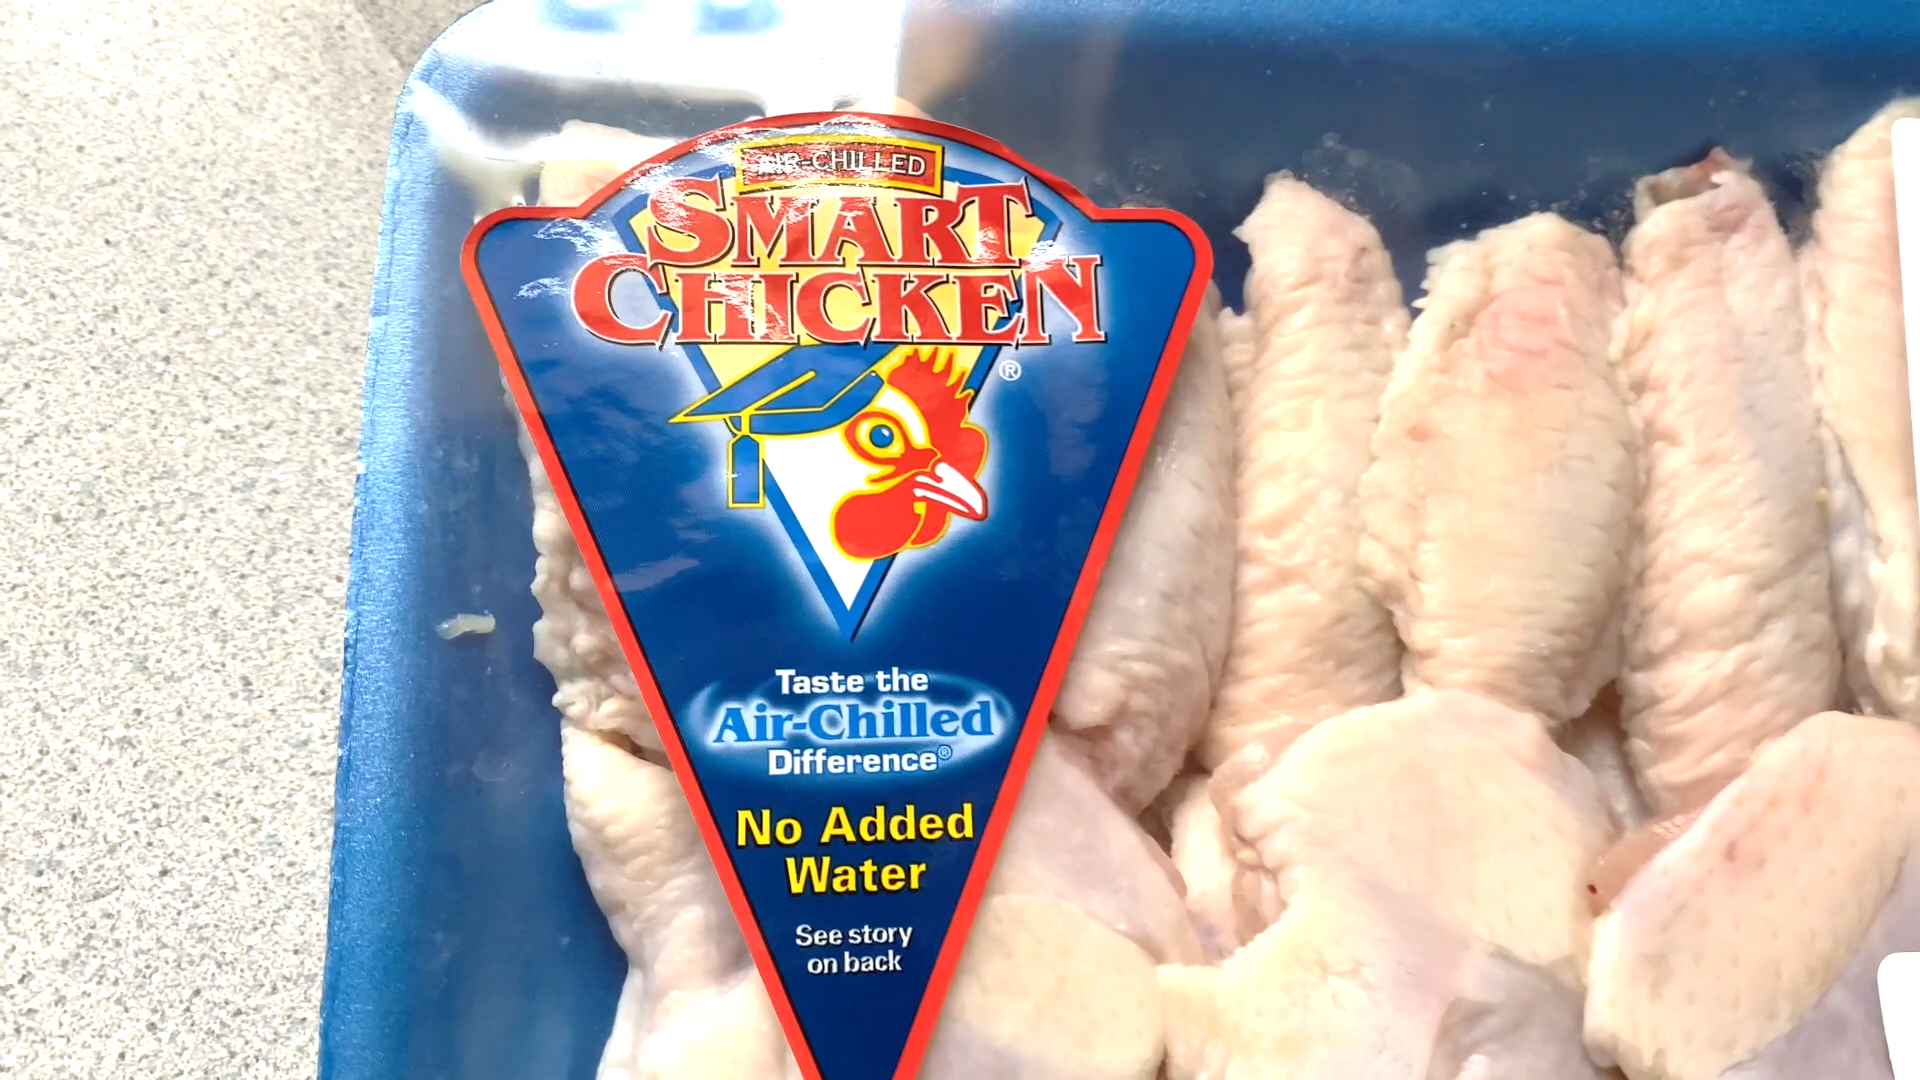 AIR-CHILLED
SMART
CHICKEN
®
Taste the
Air-Chilled
Difference®
No Added
Water
See story
on back